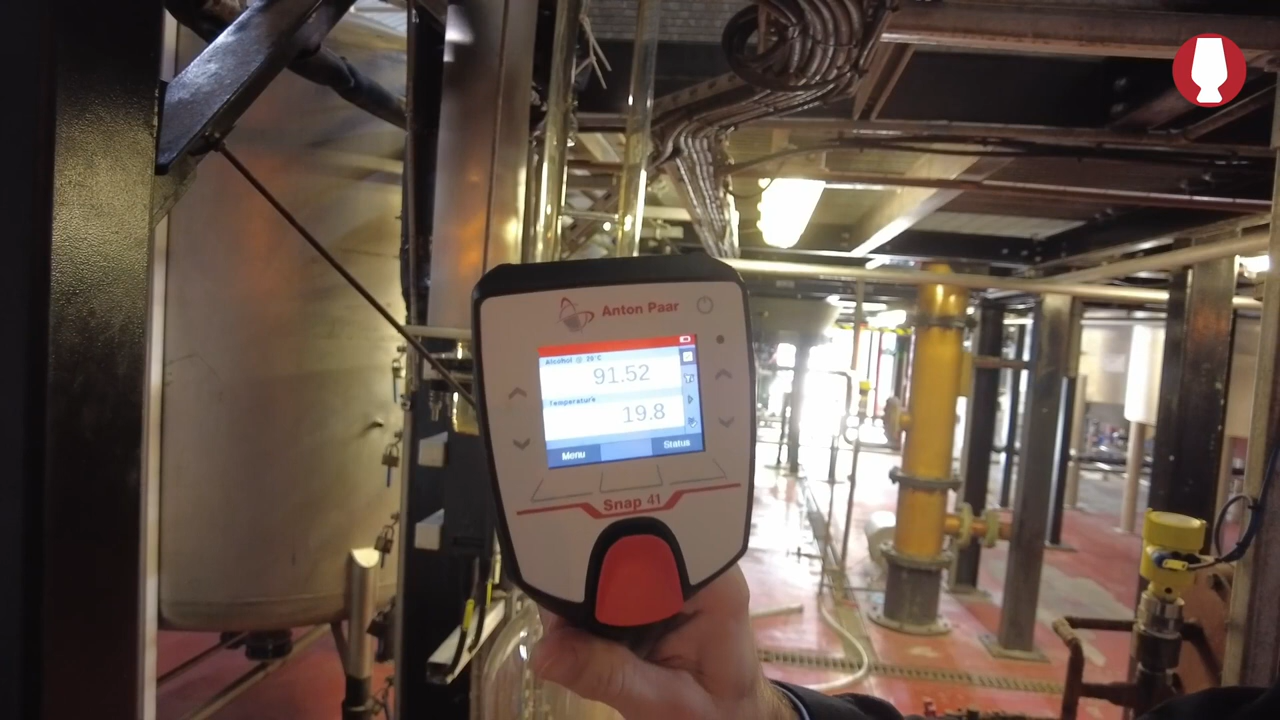 Anton Paar
Alcohol @ 20°C
91.52
Temperature
19.8
Menu
Status
Snap 41